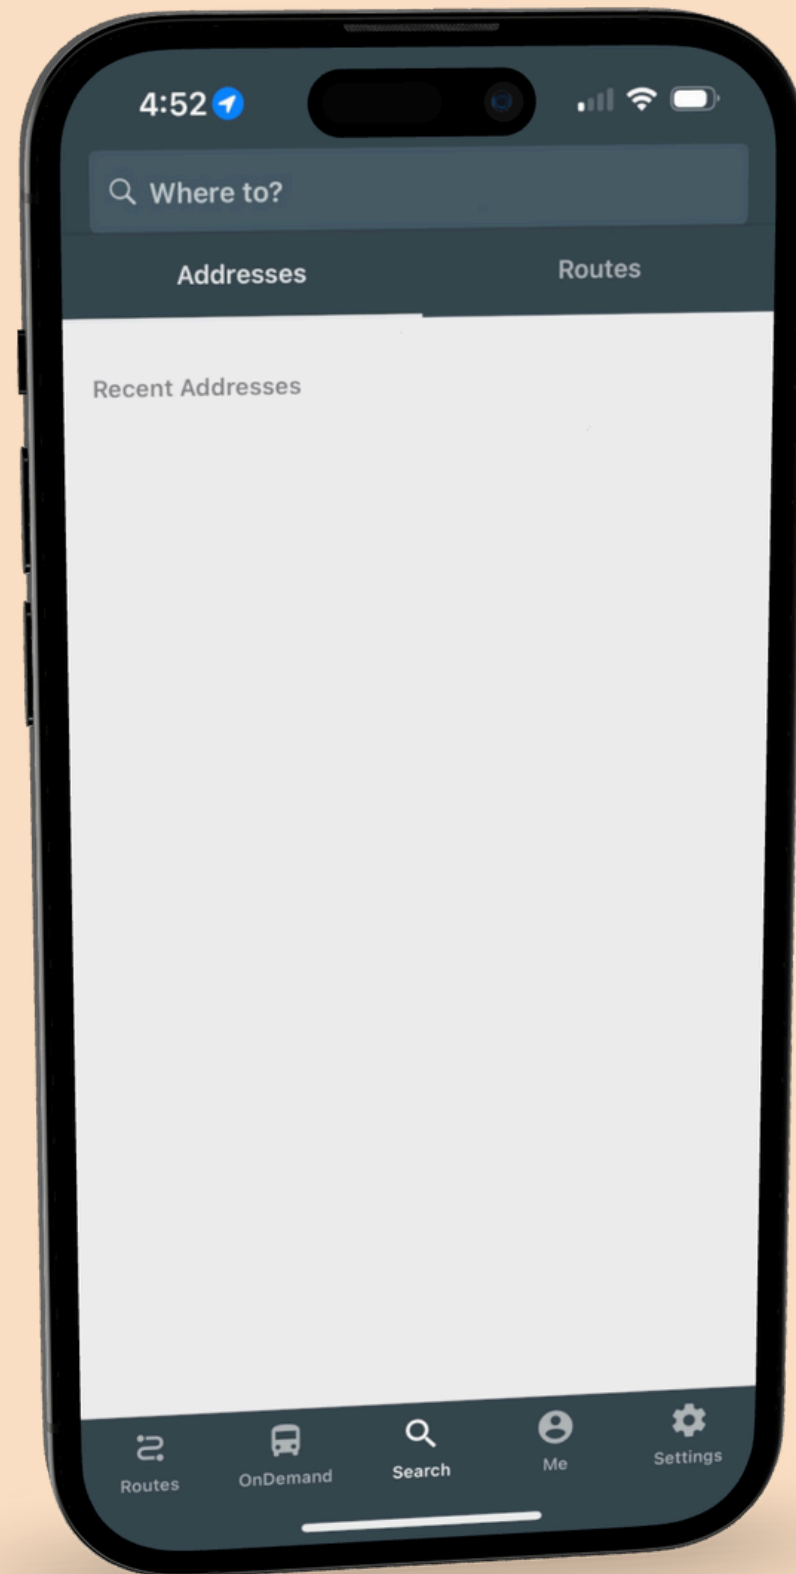 4:52
Where to?
Addresses
Routes
Recent Addresses
Routes
OnDemand
Search
Me
Settings